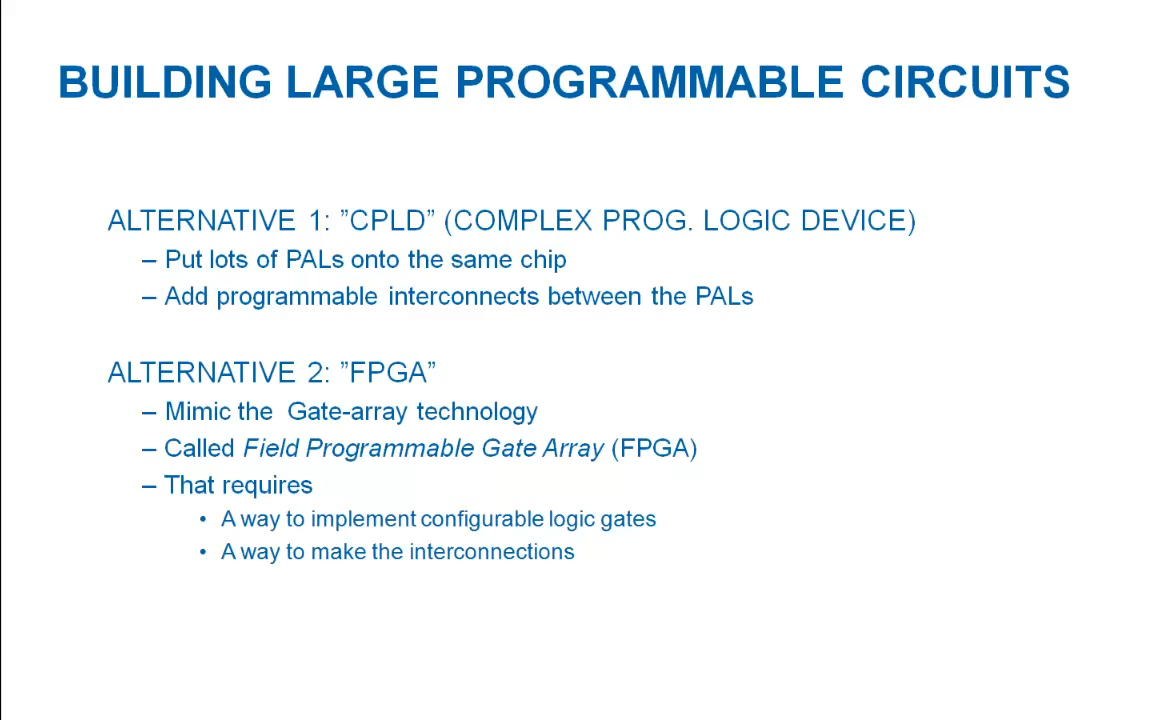 BUILDING LARGE PROGRAMMABLE CIRCUITS
ALTERNATIVE 1: ”CPLD” (COMPLEX PROG. LOGIC DEVICE)
– Put lots of PALs onto the same chip
– Add programmable interconnects between the PALs
ALTERNATIVE 2: ”FPGA”
– Mimic the Gate-array technology
– Called Field Programmable Gate Array (FPGA)
– That requires
• A way to implement configurable logic gates
• A way to make the interconnections